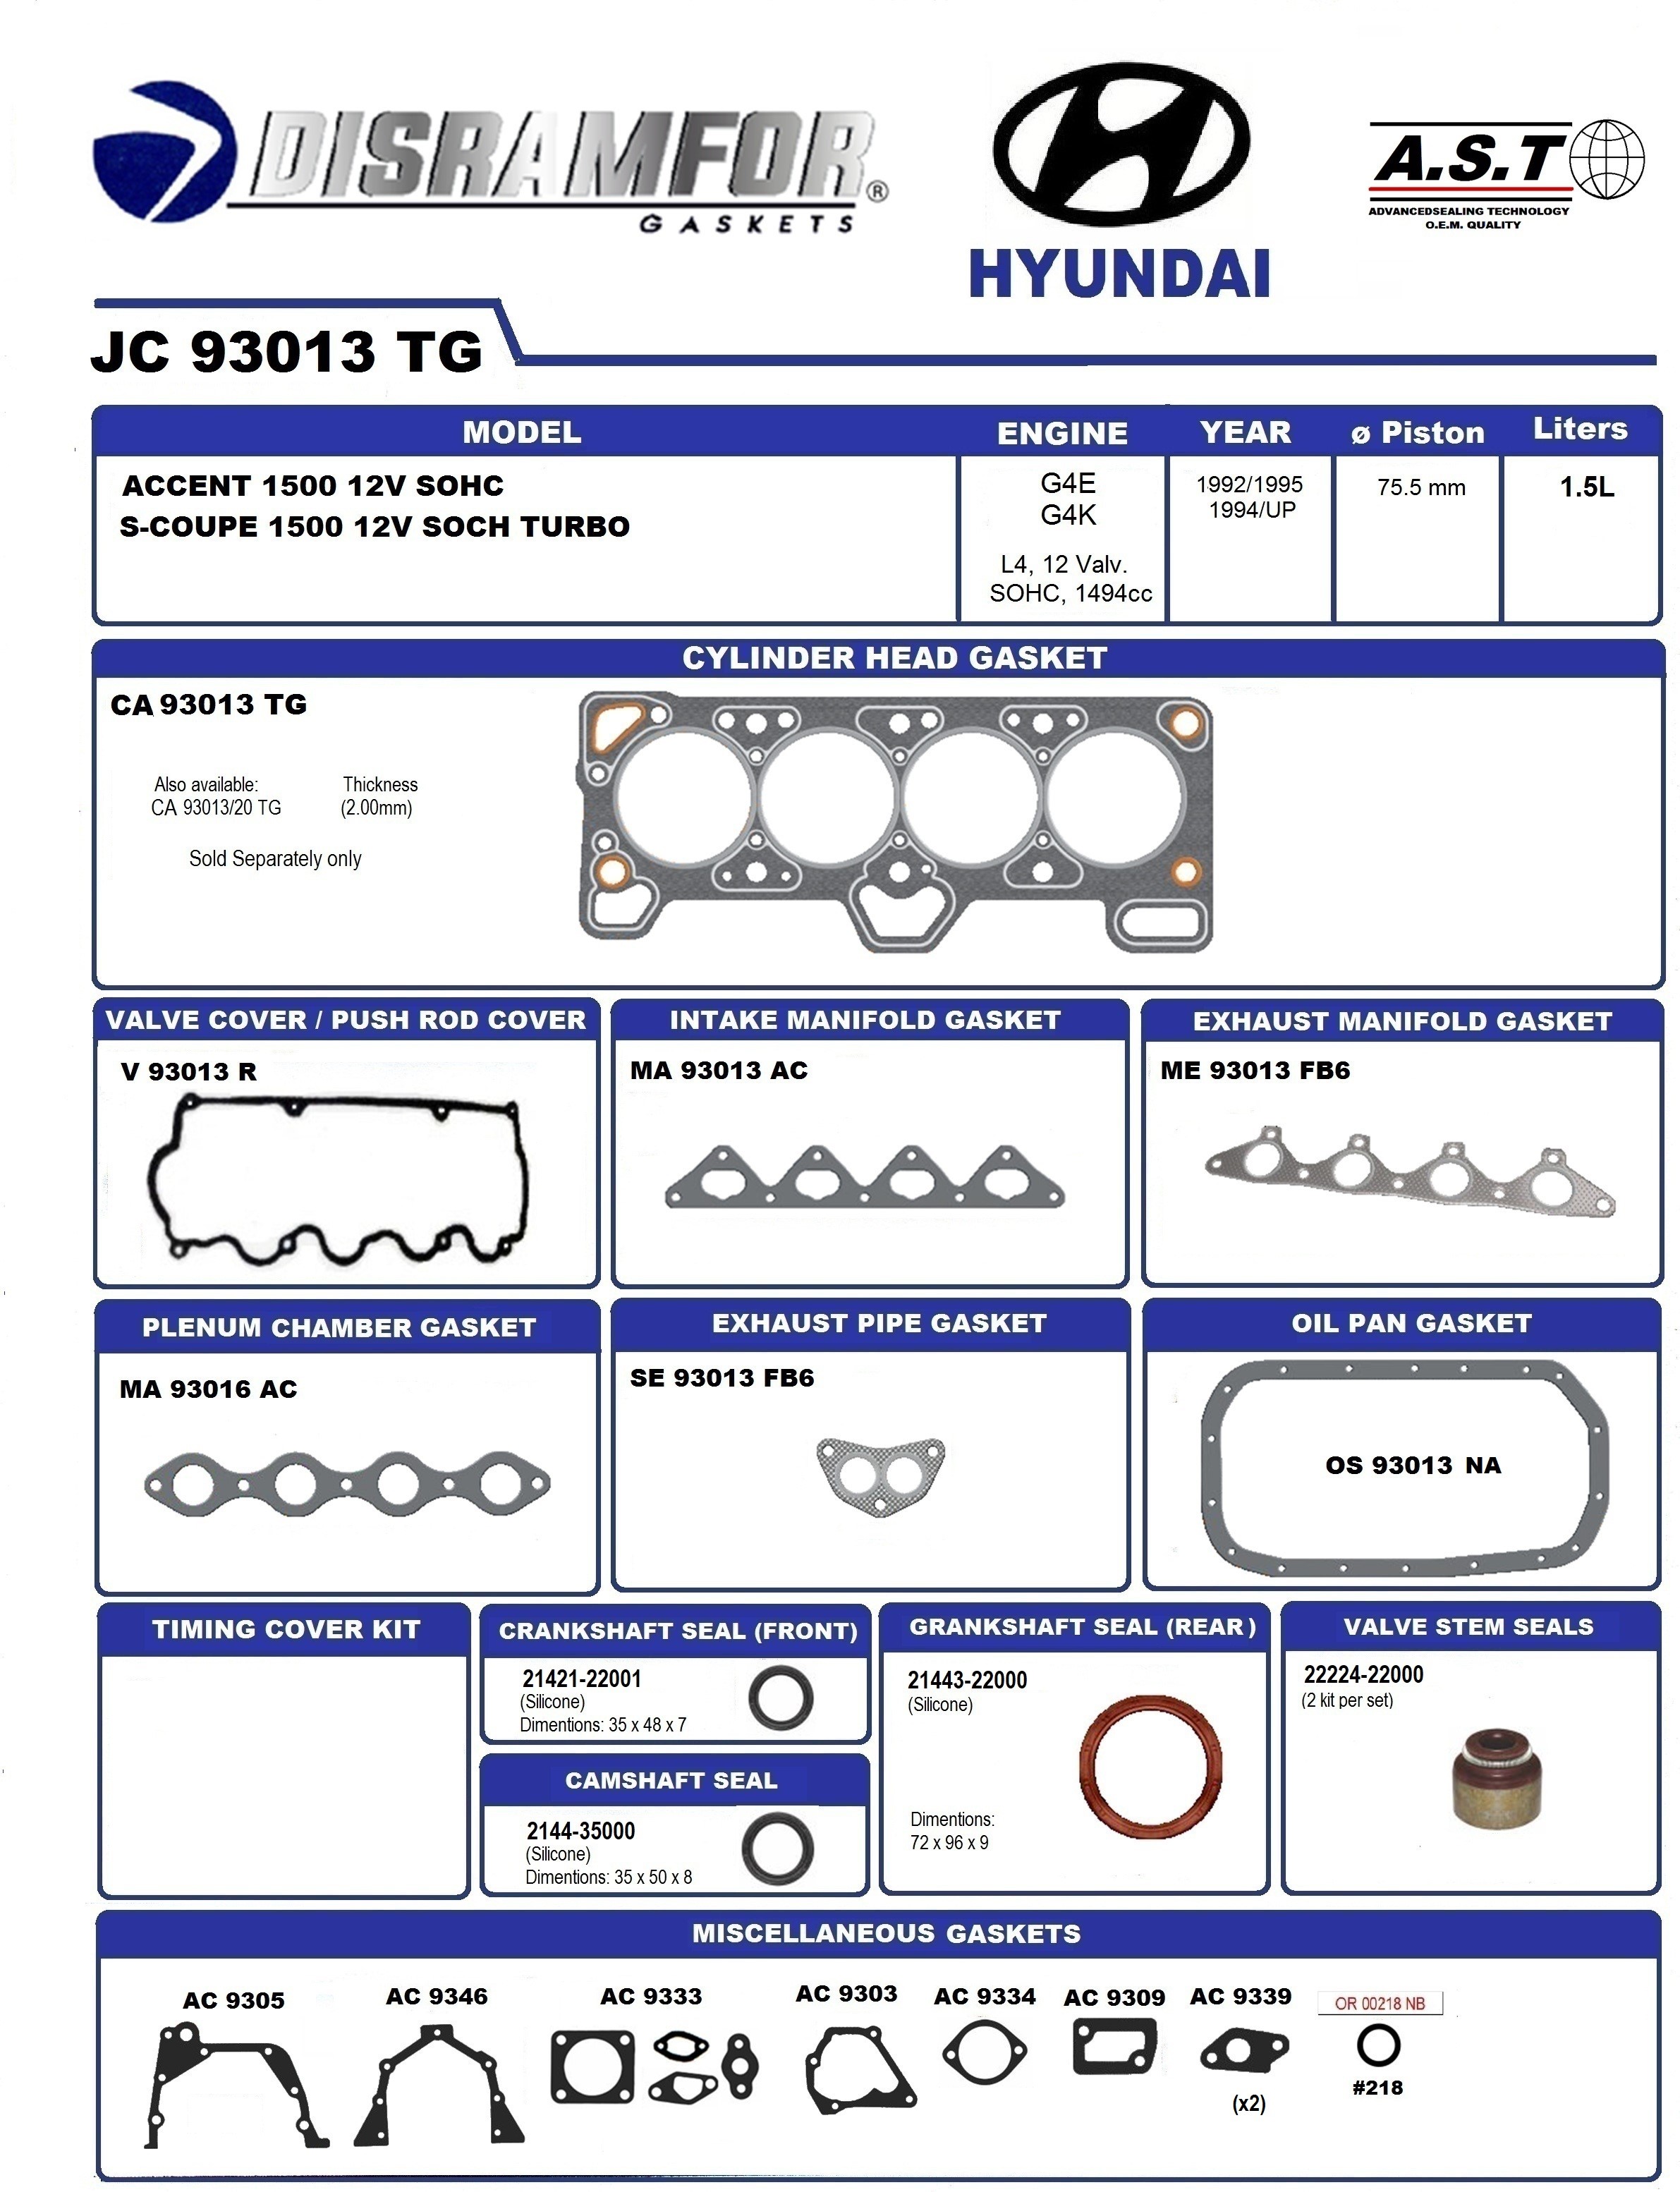 DISRAMFOR®
GASKETS
HYUNDAI
A.S.T
ADVANCEDSEALING TECHNOLOGY
O.E.M. QUALITY
JC 93013 TG
MODEL ENGINE YEAR ø Piston Liters
ACCENT 1500 12V SOHC
S-COUPE 1500 12V SOCH TURBO
G4E
G4K
L4, 12 Valv.
SOHC, 1494cc
1992/1995
1994/UP
75.5 mm
1.5L
CYLINDER HEAD GASKET
CA 93013 TG
Also available: Thickness
CA 93013/20 TG (2.00mm)
Sold Separately only
VALVE COVER / PUSH ROD COVER
V 93013 R
INTAKE MANIFOLD GASKET
MA 93013 AC
EXHAUST MANIFOLD GASKET
ME 93013 FB6
PLENUM CHAMBER GASKET
MA 93016 AC
EXHAUST PIPE GASKET
SE 93013 FB6
OIL PAN GASKET
OS 93013 NA
TIMING COVER KIT
CRANKSHAFT SEAL (FRONT)
21421-22001
(Silicone)
Dimentions: 35 x 48 x 7
CAMSHAFT SEAL
2144-35000
(Silicone)
Dimentions: 35 x 50 x 8
GRANKSHAFT SEAL (REAR )
21443-22000
(Silicone)
Dimentions:
72 x 96 x 9
VALVE STEM SEALS
22224-22000
(2 kit per set)
MISCELLANEOUS GASKETS
AC 9305 AC 9346 AC 9333 AC 9303 AC 9334 AC 9309 AC 9339 OR 00218 NB
(x2)
#218